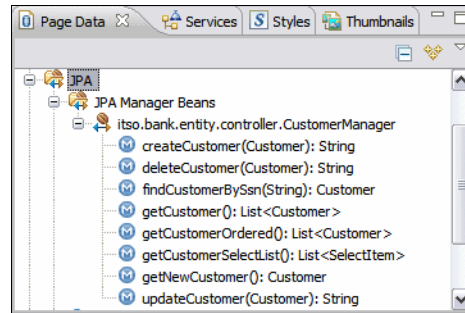 Page Data Services Styles Thumbnails
JPA
JPA Manager Beans
itso.bank.entity.controller.CustomerManager
createCustomer(Customer): String
deleteCustomer(Customer): String
findCustomerBySsn(String): Customer
getCustomer(): List<Customer>
getCustomerOrdered(): List<Customer>
getCustomerSelectList(): List<SelectItem>
getNewCustomer(): Customer
updateCustomer(Customer): String